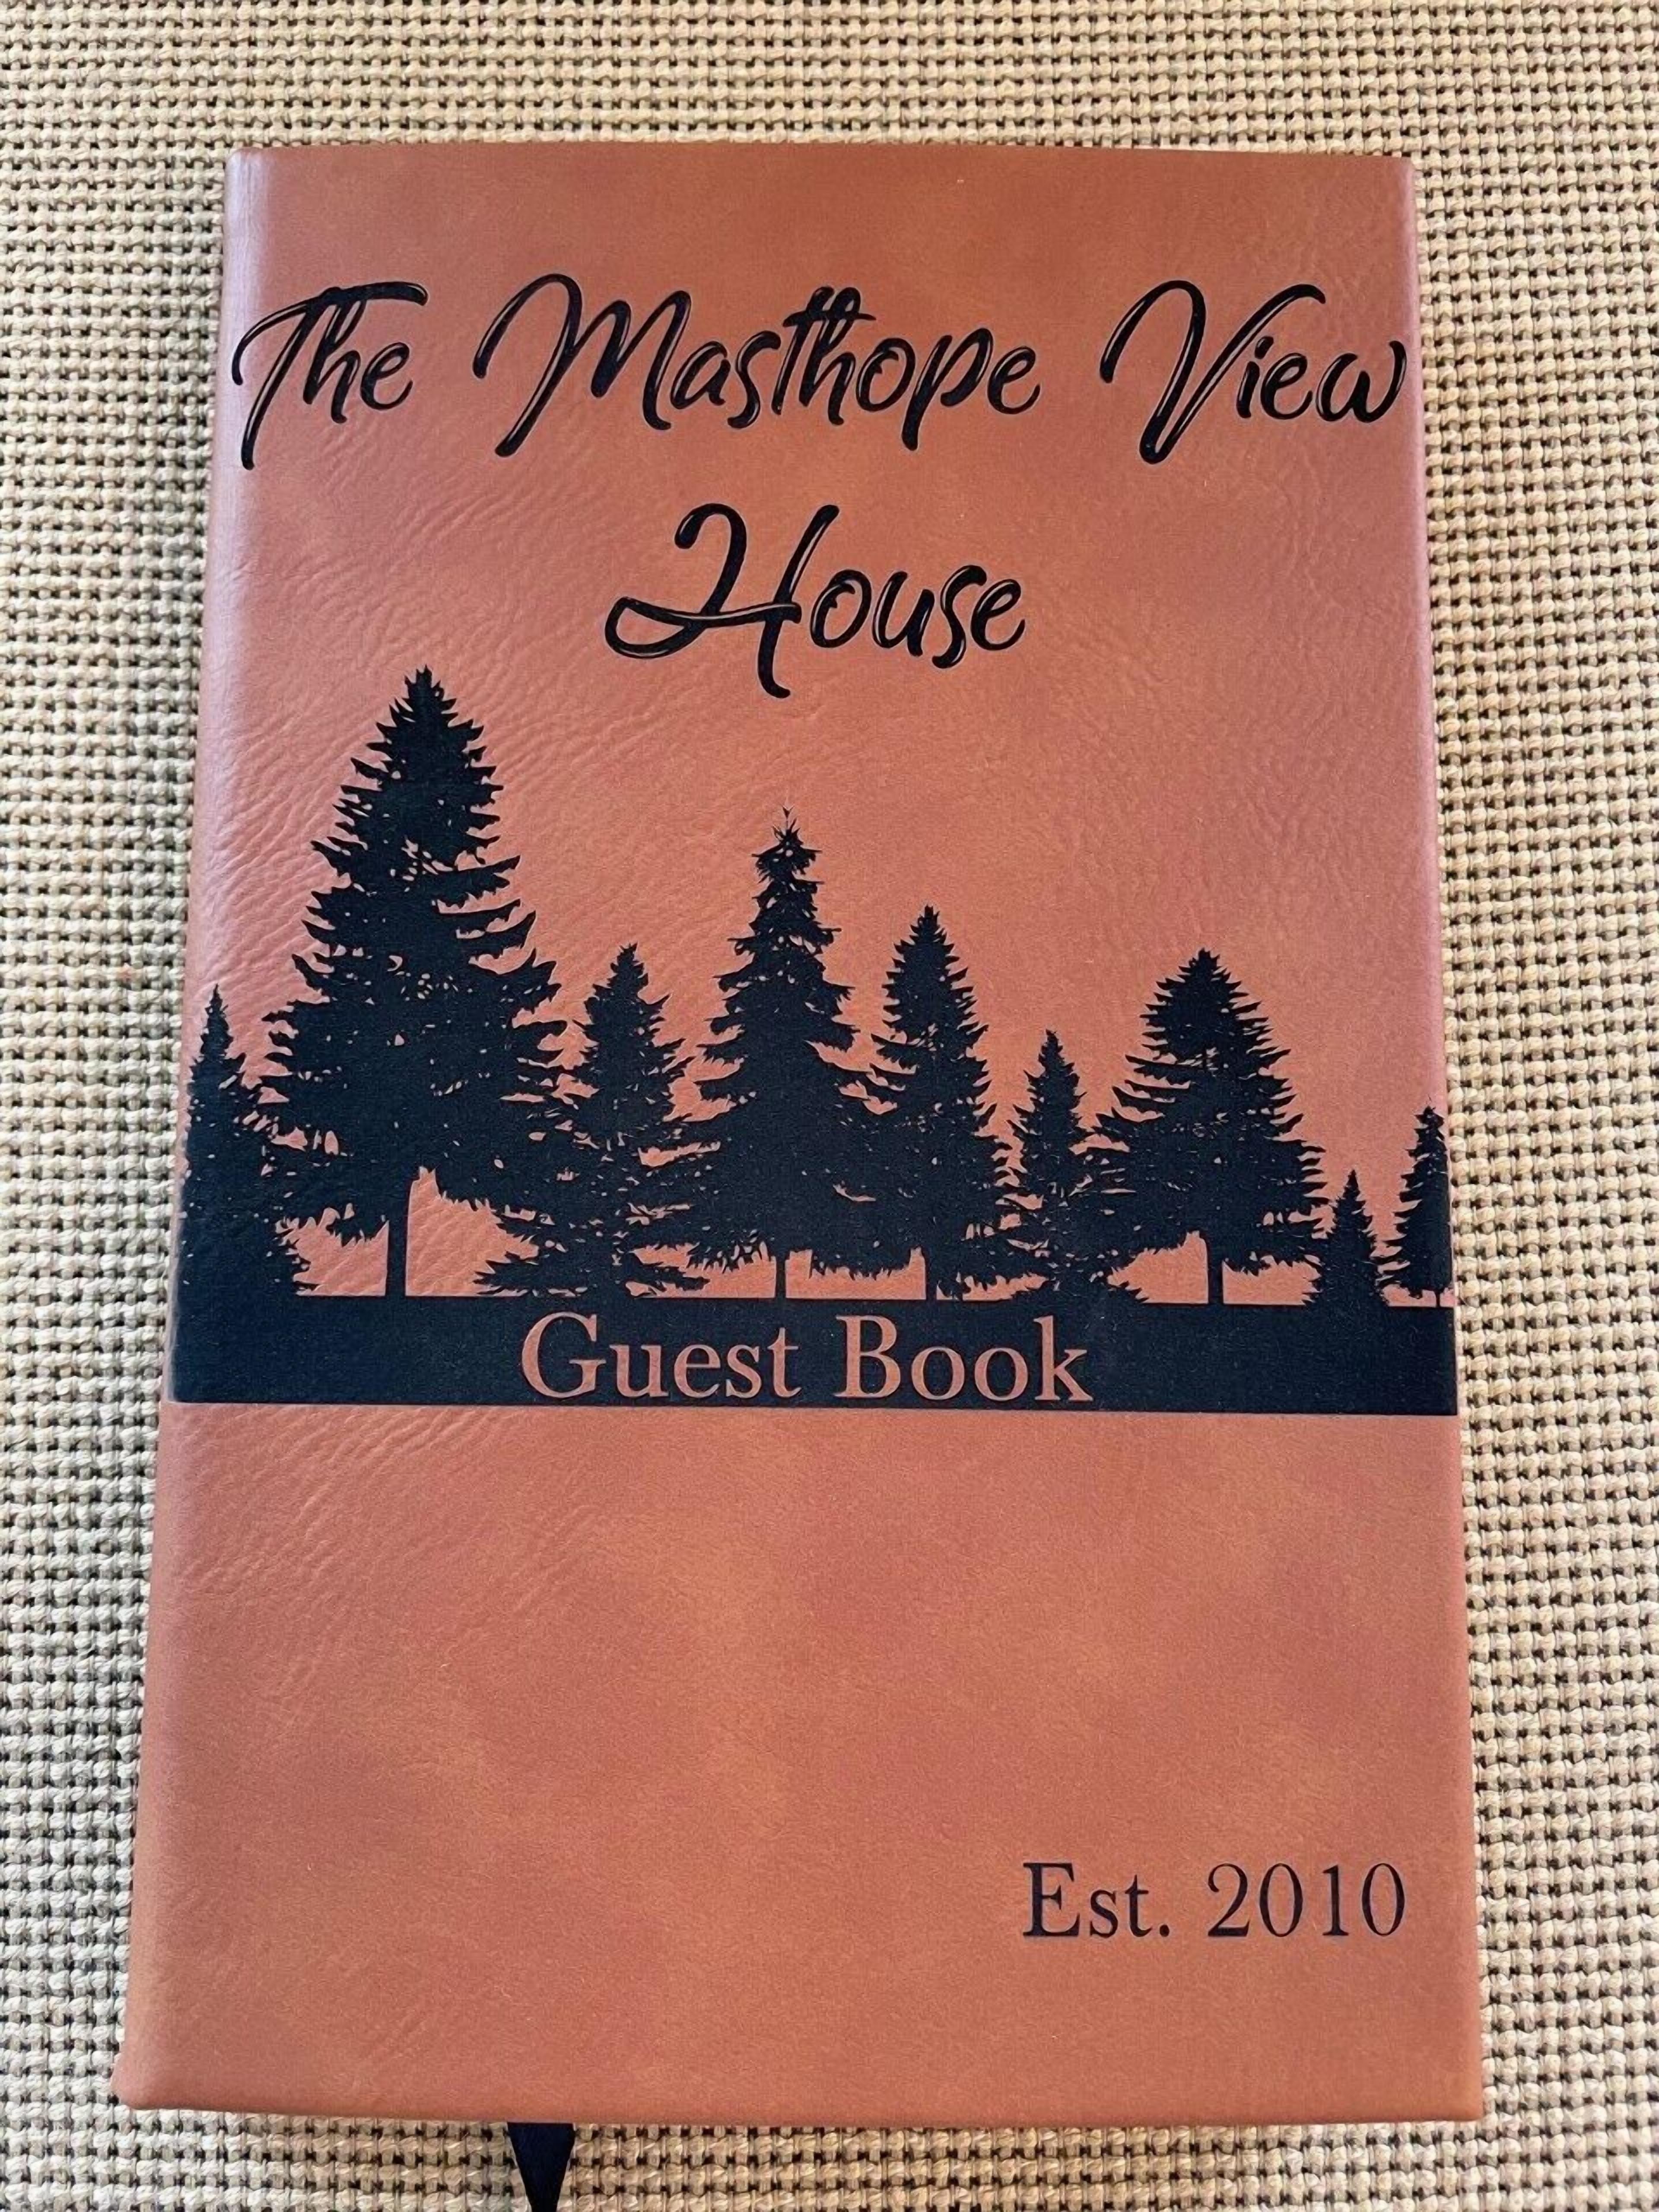 The Masthope View
House
Guest Book
Est. 2010